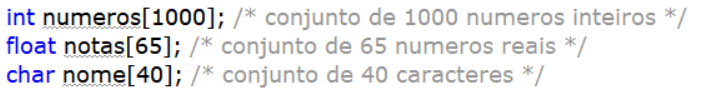 int numeros[1000]; /* conjunto de 1000 numeros inteiros */
float notas[65]; /* conjunto de 65 numeros reais */
char nome[40]; /* conjunto de 40 caracteres */